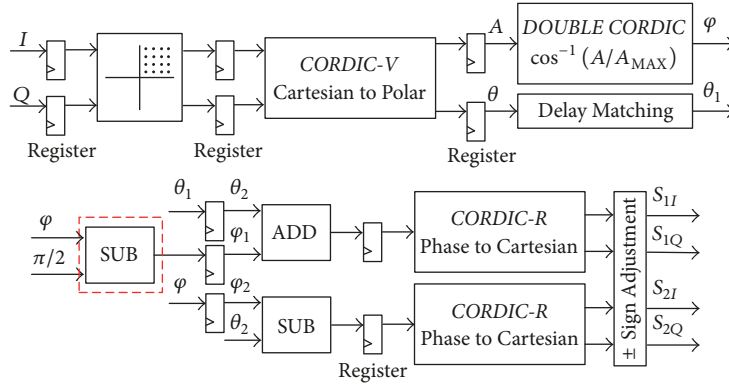 I
Q
Register
Register
CORDIC-V
Cartesian to Polar
A
θ
Register
DOUBLE CORDIC
cos⁻¹ (A/A_MAX)
φ
Delay Matching
θ₁
φ
π/2
SUB
θ₁
θ₂
φ₁
ADD
φ
φ₂
θ₂
SUB
Register
CORDIC-R
Phase to Cartesian
CORDIC-R
Phase to Cartesian
± Sign Adjustment
S₁I
S₁Q
S₂I
S₂Q